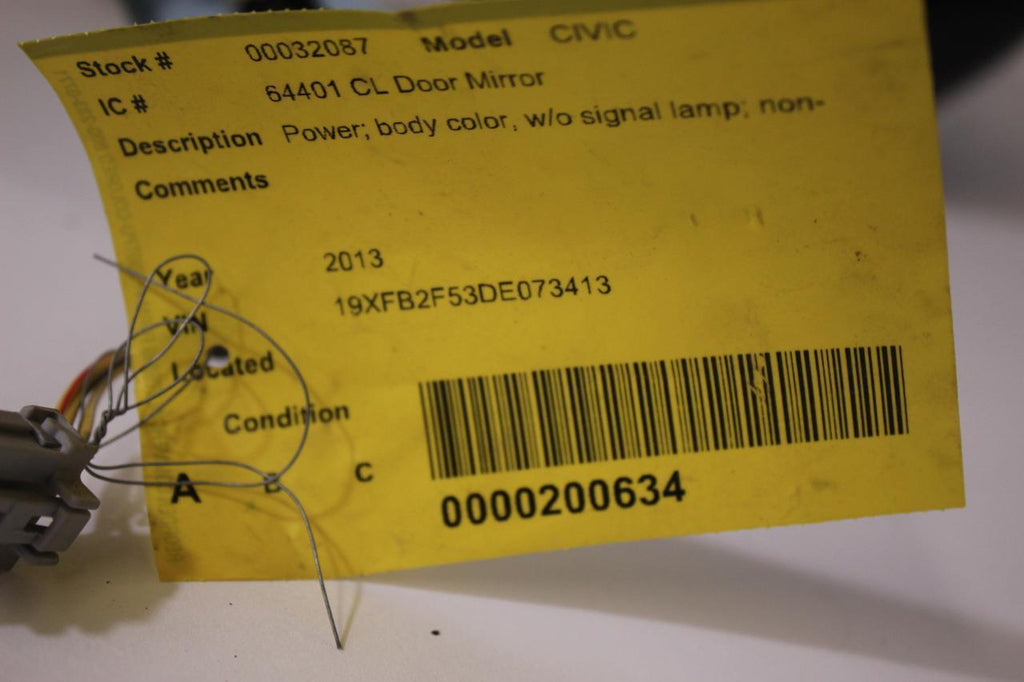 Stock # 00032087 Model CIVIC
IC # 64401 CL Door Mirror
Description Power; body color, w/o signal lamp; non-
Comments
Year 2013
VIN 19XFB2F53DE073413
Located
Condition
A B C
0000200634